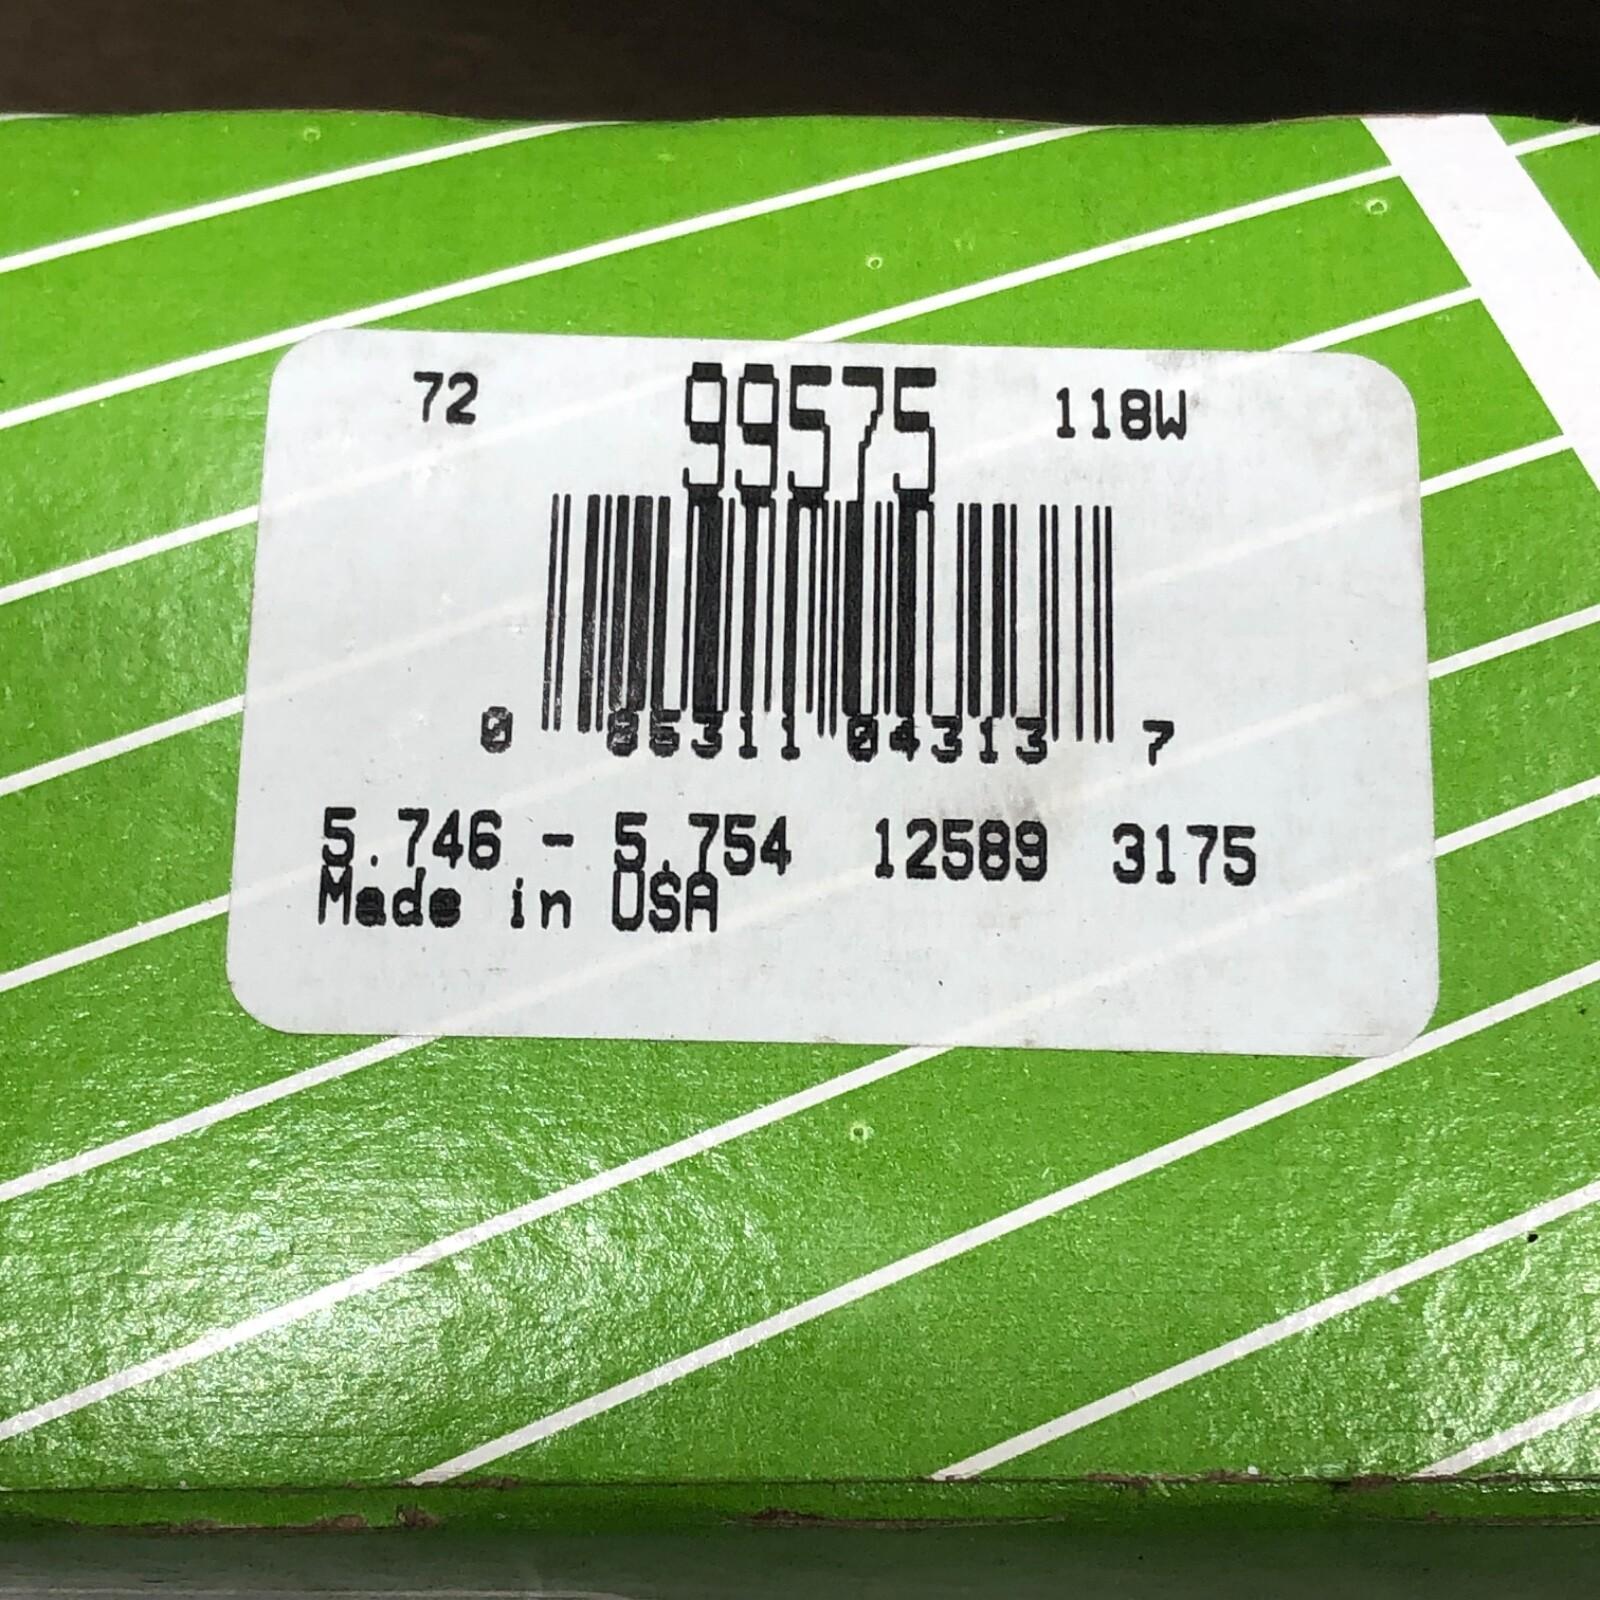 72 99575 118W
0 85311 04313 7
5.746 - 5.754 12589 3175
Made in USA